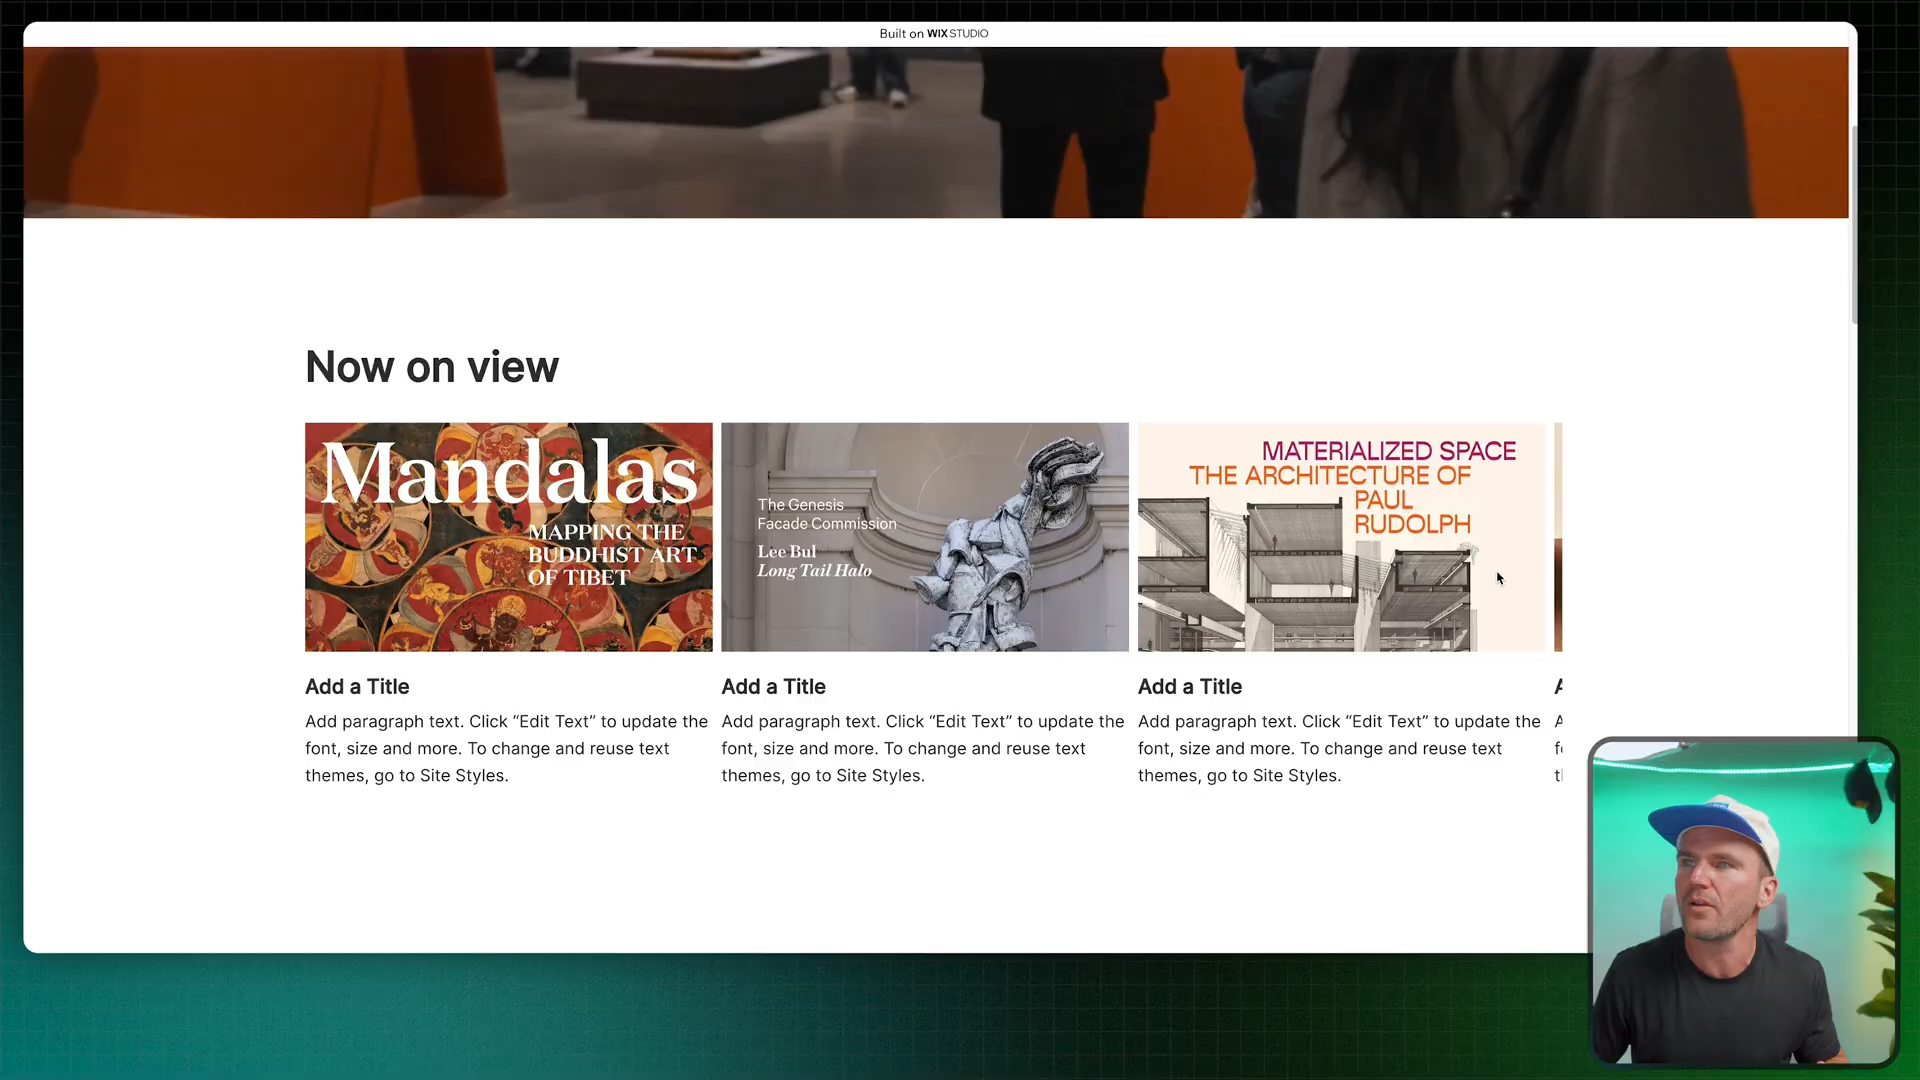 Built on WIX STUDIO
Now on view
Mandalas
MAPPING THE
BUDDHIST ART
OF TIBET
The Genesis
Facade Commission
Lee Bul
Long Tail Halo
MATERIALIZED SPACE
THE ARCHITECTURE OF
PAUL
RUDOLPH
Add a Title
Add paragraph text. Click “Edit Text” to update the
font, size and more. To change and reuse text
themes, go to Site Styles.
Add a Title
Add paragraph text. Click “Edit Text” to update the
font, size and more. To change and reuse text
themes, go to Site Styles.
Add a Title
Add paragraph text. Click “Edit Text” to update the
font, size and more. To change and reuse text
themes, go to Site Styles.